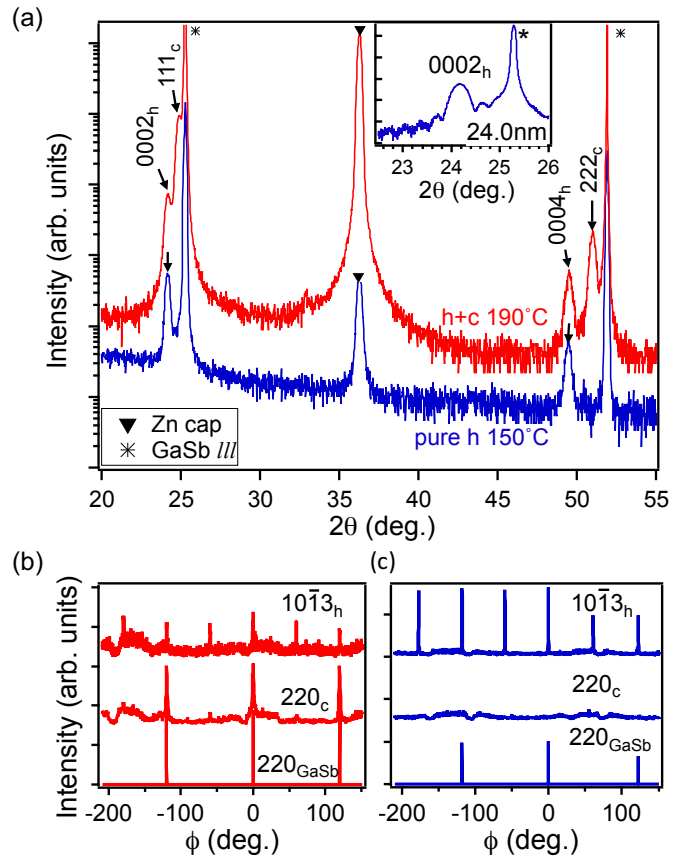 (a)
Intensity (arb. units)
0002h
111c
✳
▼
0002h
*
24.0nm
23 24 25 26
2θ (deg.)
0004h
222c
✳
h+c 190˚C
pure h 150˚C
▼ Zn cap
✳ GaSb lll
20 25 30 35 40 45 50 55
2θ (deg.)
(b)
Intensity (arb. units)
101̄3h
220c
220GaSb
-200 -100 0 100
ϕ (deg.)
(c)
101̄3h
220c
220GaSb
-200 -100 0 100
ϕ (deg.)